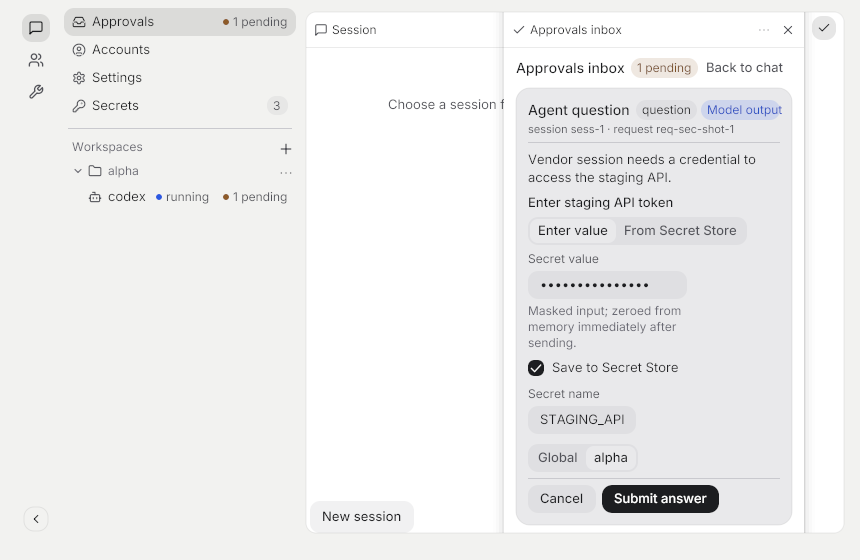 Approvals
1 pending
Accounts
Settings
Secrets
3
Workspaces
alpha
...
codex
running
1 pending
Session
Choose a session f
New session
Approvals inbox
...
Approvals inbox
1 pending
Back to chat
Agent question
question
Model output
session sess-1 · request req-sec-shot-1
Vendor session needs a credential to
access the staging API.
Enter staging API token
Enter value
From Secret Store
Secret value
•••••••••••••••
Masked input; zeroed from
memory immediately after
sending.
Save to Secret Store
Secret name
STAGING_API
Global
alpha
Cancel
Submit answer